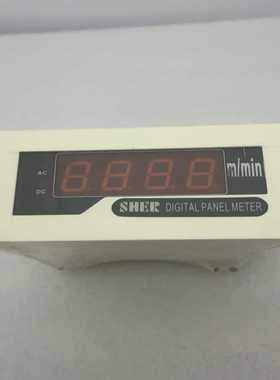 AC
8888
m/min
DC
SHER DIGITAL PANEL METER